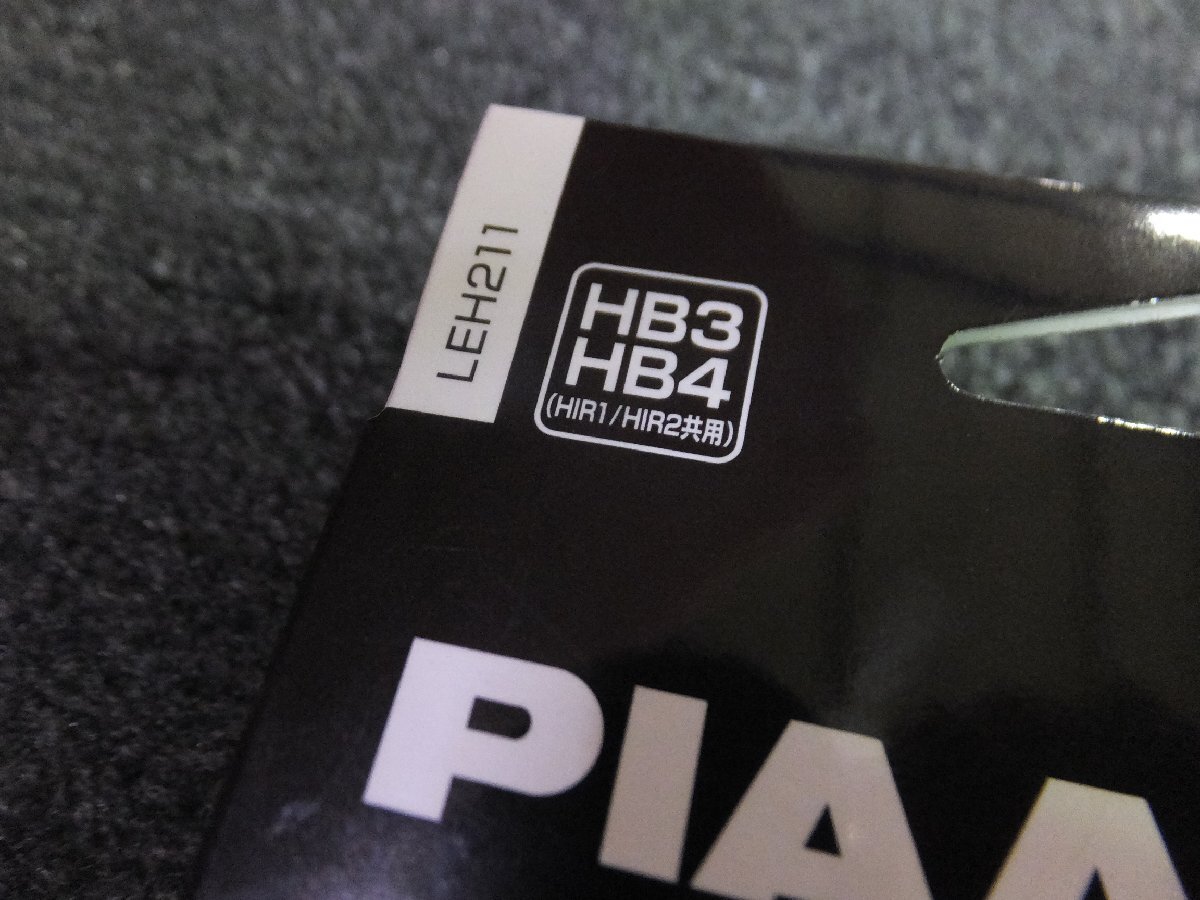 LEH211
HB3
HB4
(HIR1/HIR2共用)
PIAA